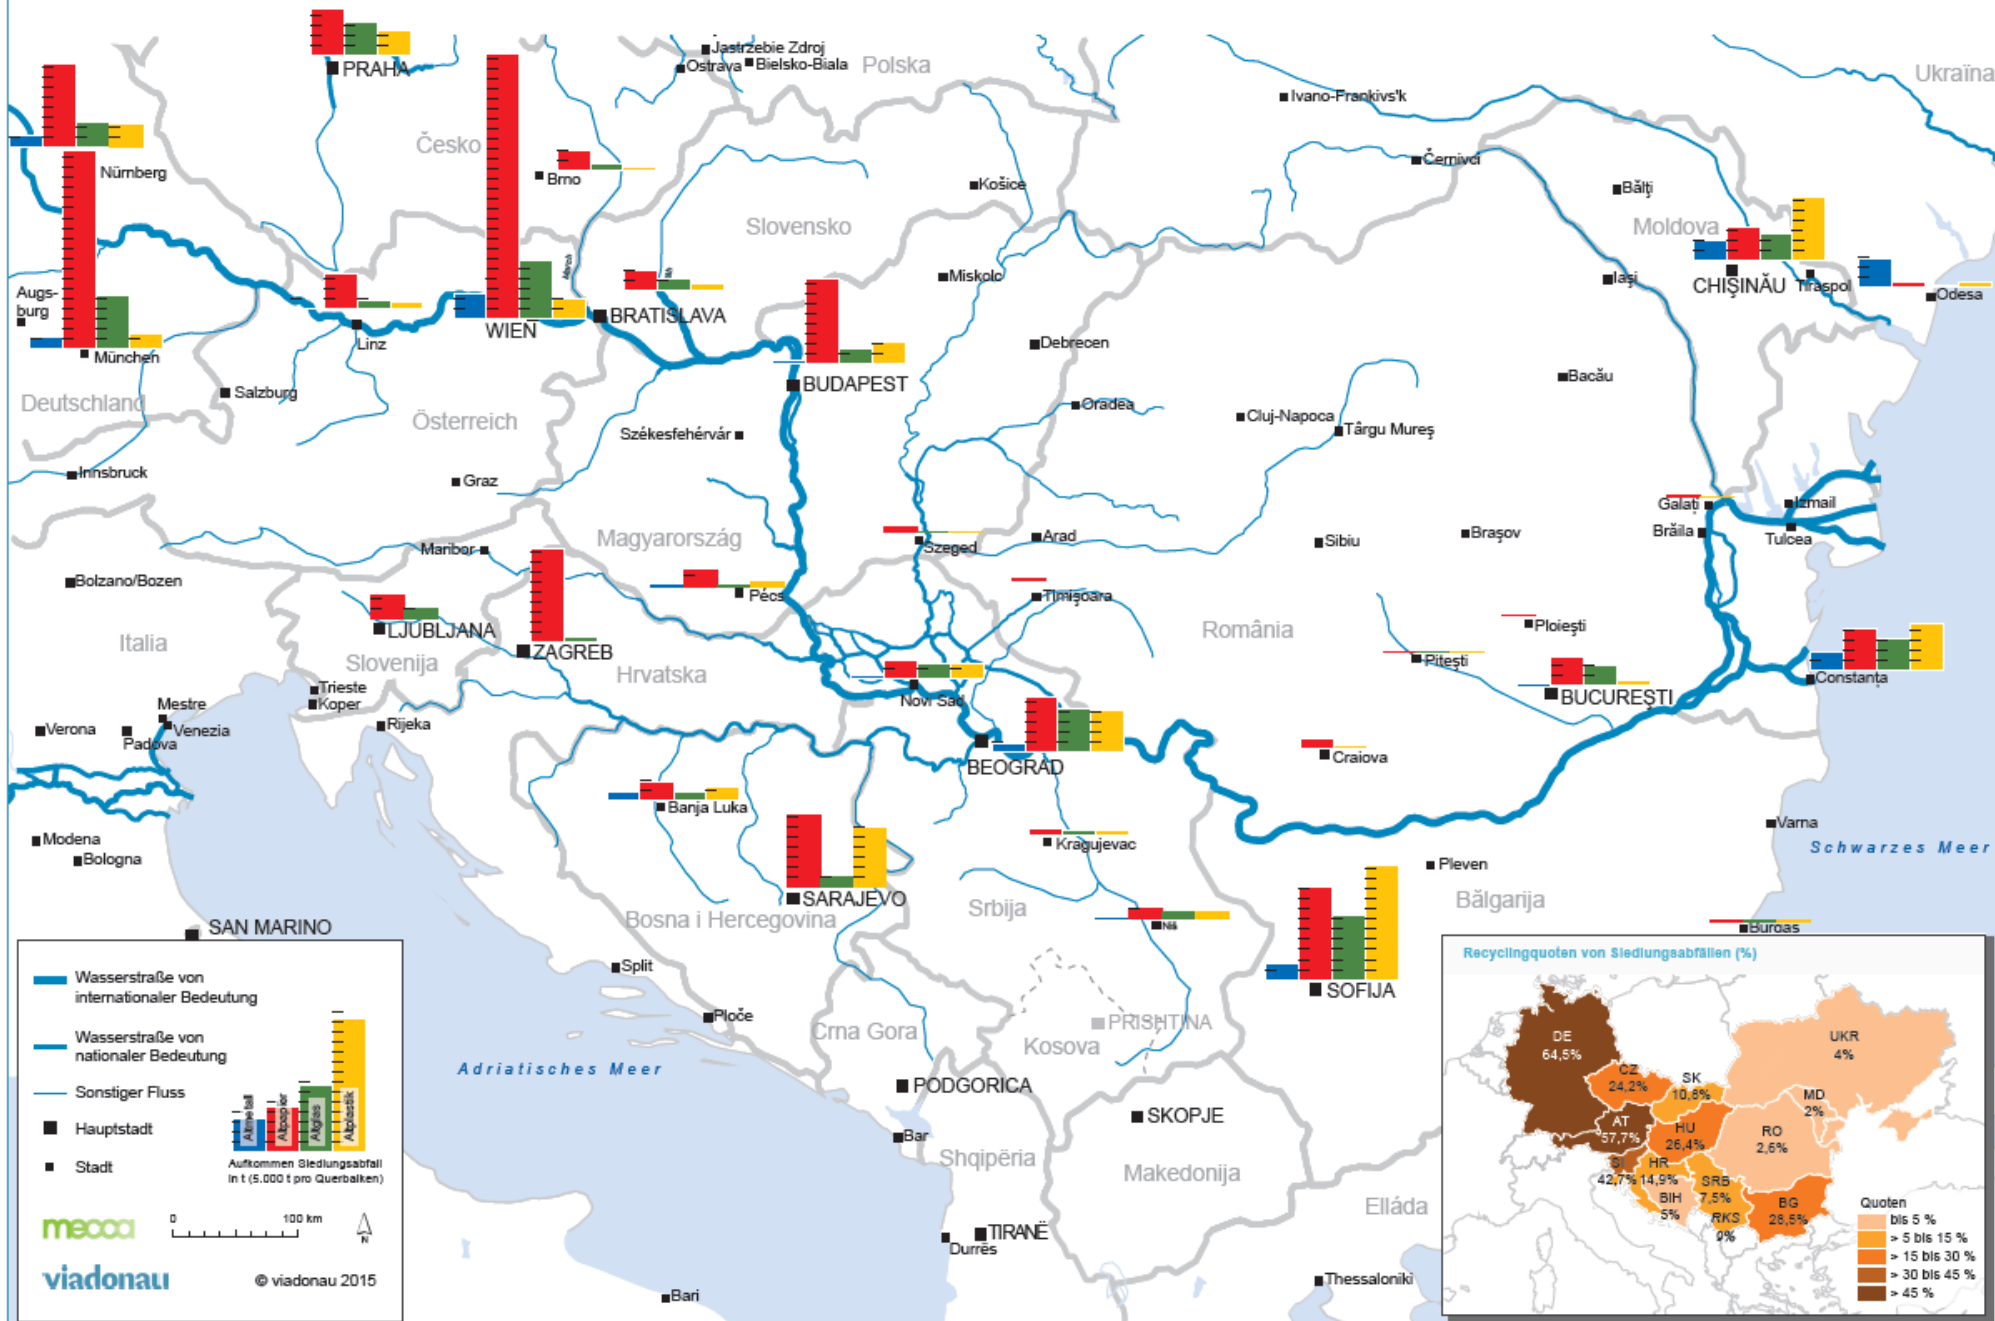 PRAHA
Jastrzebie Zdroj
Ostrava
Bielsko-Biala
Polska
Ukraïna
Ivano-Frankivs'k
Česko
Nürnberg
Brno
Košice
Černivci
Bălţi
Slovensko
Moldova
March
Váh
Augs-
burg
München
Linz
WIEN
BRATISLAVA
Miskolc
Iaşi
CHIŞINĂU
Tiraspol
Odesa
Debrecen
BUDAPEST
Bacău
Salzburg
Deutschland
Österreich
Oradea
Cluj-Napoca
Târgu Mureş
Székesfehérvár
Innsbruck
Graz
Galaţi
Izmail
Magyarország
Szeged
Arad
Sibiu
Braşov
Brăila
Tulcea
Maribor
Bolzano/Bozen
Pécs
Timişoara
LJUBLJANA
Italia
Slovenija
ZAGREB
Hrvatska
România
Ploieşti
Piteşti
BUCUREŞTI
Constanţa
Trieste
Koper
Novi Sad
Mestre
Venezia
Verona
Padova
Rijeka
BEOGRAD
Craiova
Banja Luka
Modena
Bologna
Kragujevac
Varna
Schwarzes Meer
Pleven
SARAJEVO
Bosna i Hercegovina
Srbija
Bălgarija
Niš
Burgas
SAN MARINO
Split
SOFIJA
Ploče
Crna Gora
Kosova
PRISHTINA
Adriatisches Meer
PODGORICA
SKOPJE
Bar
Shqipëria
Makedonija
Elláda
TIRANË
Durrës
Bari
Thessaloniki
Wasserstraße von
internationaler Bedeutung
Wasserstraße von
nationaler Bedeutung
Sonstiger Fluss
Hauptstadt
Stadt
Altmetall
Altpapier
Altglas
Altplastik
Aufkommen Siedlungsabfall
in t (5.000 t pro Querbalken)
mecca
0 100 km
N
viadonau
© viadonau 2015
Recyclingquoten von Siedlungsabfällen (%)
DE
64,5%
UKR
4%
CZ
24,2%
SK
10,8%
MD
2%
AT
57,7%
HU
26,4%
RO
2,6%
SI
42,7%
HR
14,9%
SRB
7,5%
BIH
5%
RKS
0%
BG
28,5%
Quoten
bis 5 %
> 5 bis 15 %
> 15 bis 30 %
> 30 bis 45 %
> 45 %